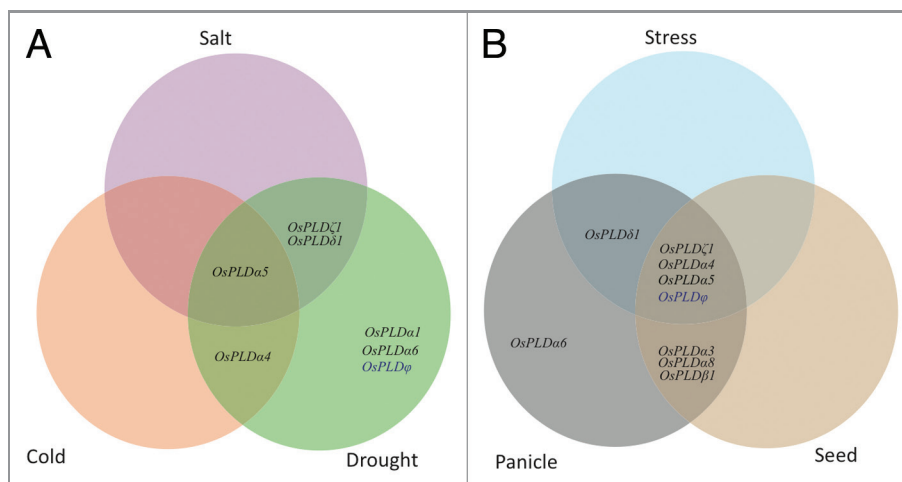 A
Salt
OsPLDζ1
OsPLDδ1
OsPLDα5
OsPLDα1
OsPLDα6
OsPLDφ
OsPLDα4
Cold
Drought
B
Stress
OsPLDδ1
OsPLDζ1
OsPLDα4
OsPLDα5
OsPLDφ
OsPLDα6
OsPLDα3
OsPLDα8
OsPLDβ1
Panicle
Seed